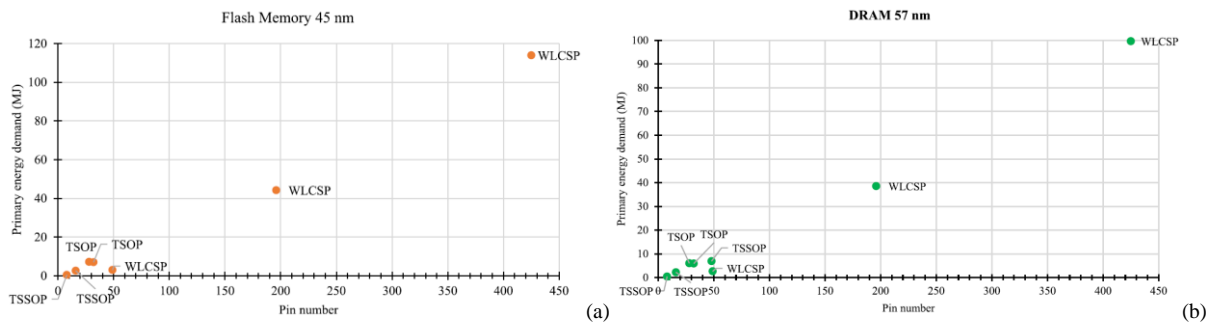 Flash Memory 45 nm
Primary energy demand (MJ)
120
100
80
60
40
20
0
WLCSP
WLCSP
TSOP
TSOP
WLCSP
TSSOP
TSSOP
0 50 100 150 200 250 300 350 400 450
Pin number
(a)
DRAM 57 nm
Primary energy demand (MJ)
100
90
80
70
60
50
40
30
20
10
0
WLCSP
WLCSP
TSOP
TSOP
TSSOP
WLCSP
TSSOP
TSSOP
0 50 100 150 200 250 300 350 400 450
Pin number
(b)